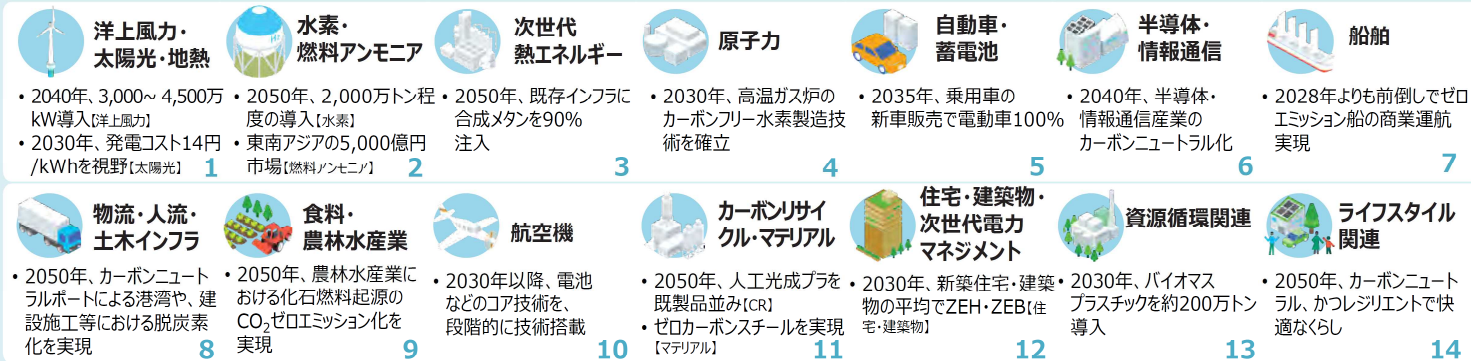 洋上風力・
太陽光・地熱
・2040年、3,000~ 4,500万
kW導入【洋上風力】
・2030年、発電コスト14円
/kWhを視野【太陽光】
1
水素・
燃料アンモニア
・2050年、2,000万トン程
度の導入【水素】
・東南アジアの5,000億円
市場【燃料アンモニア】
2
次世代
熱エネルギー
・2050年、既存インフラに
合成メタンを90%
注入
3
原子力
・2030年、高温ガス炉の
カーボンフリー水素製造技
術を確立
4
自動車・
蓄電池
・2035年、乗用車の
新車販売で電動車100%
5
半導体・
情報通信
・2040年、半導体・
情報通信産業の
カーボンニュートラル化
6
船舶
・2028年よりも前倒しでゼロ
エミッション船の商業運航
実現
7
物流・人流・
土木インフラ
・2050年、カーボンニュート
ラルポートによる港湾や、建
設施工等における脱炭素
化を実現
8
食料・
農林水産業
・2050年、農林水産業に
おける化石燃料起源の
CO₂ゼロエミッション化を
実現
9
航空機
・2030年以降、電池
などのコア技術を、
段階的に技術搭載
10
カーボンリサイ
クル・マテリアル
・2050年、人工光成プラを
既製品並み【CR】
・ゼロカーボンスチールを実現
【マテリアル】
11
住宅・建築物・
次世代電力
マネジメント
・2030年、新築住宅・建築
物の平均でZEH・ZEB【住
宅・建築物】
12
資源循環関連
・2030年、バイオマス
プラスチックを約200万トン
導入
13
ライフスタイル
関連
・2050年、カーボンニュート
ラル、かつレジリエントで快
適なくらし
14